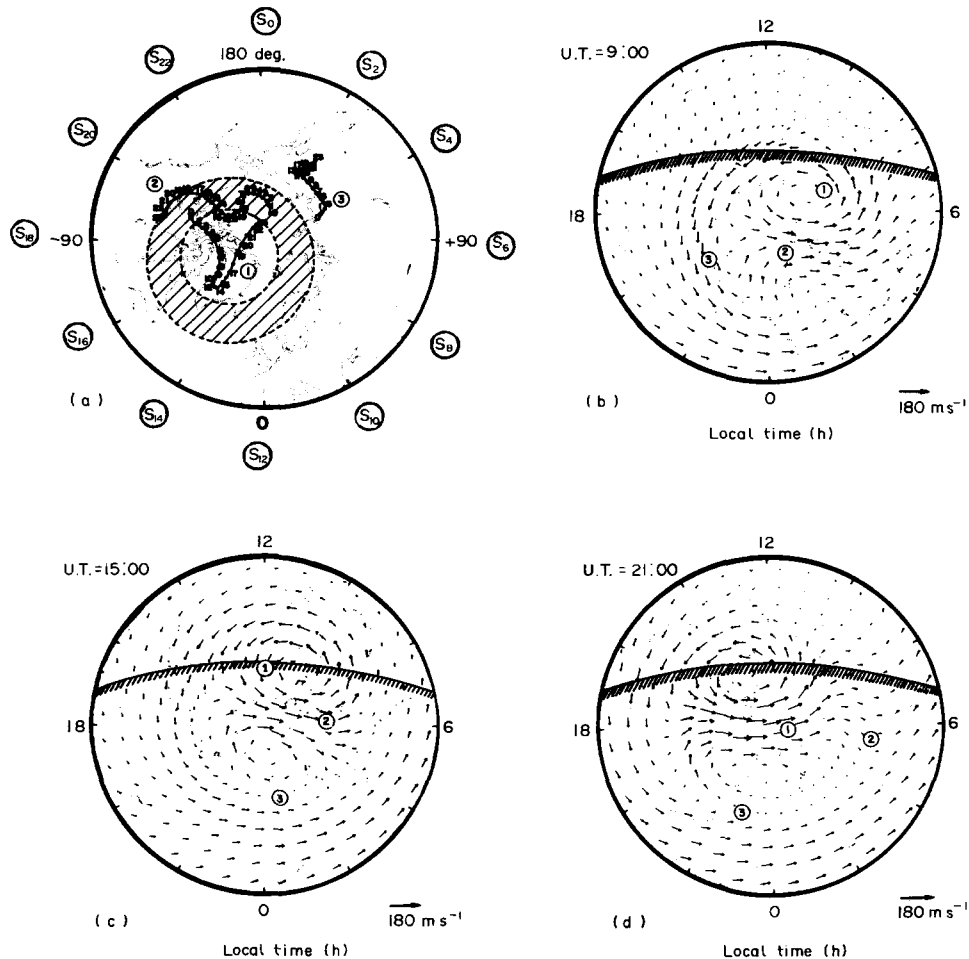 S₀
S₂₂
180 deg.
S₂
S₂₀
S₄
②
③
S₁₈
-90
+90
S₆
①
S₁₆
S₈
(a)
S₁₄
0
S₁₀
S₁₂
12
U.T. = 9:00
①
18
6
③
②
(b)
0
180 ms⁻¹
Local time (h)
12
U.T. = 15:00
①
18
②
6
③
(c)
0
180 ms⁻¹
Local time (h)
12
U.T. = 21:00
18
①
②
6
③
(d)
0
180 ms⁻¹
Local time (h)